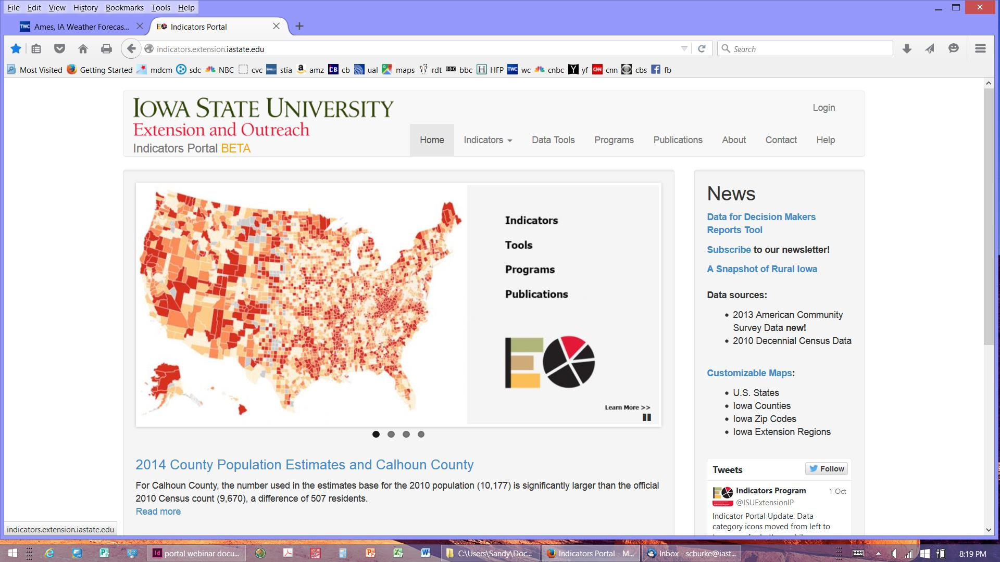 File Edit View History Bookmarks Tools Help
TWC Ames, IA Weather Forecas...
Indicators Portal
indicators.extension.iastate.edu
Search
Most Visited Getting Started mdcm sdc NBC cvc stia amz cb ual maps rdt bbc HFP wc cnbc yf cnn cbs fb
IOWA STATE UNIVERSITY
Extension and Outreach
Indicators Portal BETA
Login
Home Indicators Data Tools Programs Publications About Contact Help
Indicators
Tools
Programs
Publications
Learn More >>
2014 County Population Estimates and Calhoun County
For Calhoun County, the number used in the estimates base for the 2010 population (10,177) is significantly larger than the official
2010 Census count (9,670), a difference of 507 residents.
Read more
News
Data for Decision Makers
Reports Tool
Subscribe to our newsletter!
A Snapshot of Rural Iowa
Data sources:
• 2013 American Community
Survey Data new!
• 2010 Decennial Census Data
Customizable Maps:
• U.S. States
• Iowa Counties
• Iowa Zip Codes
• Iowa Extension Regions
Tweets
Follow
Indicators Program 1 Oct
@ISUExtensionIP
Indicator Portal Update. Data
category icons moved from left to
indicators.extension.iastate.edu
portal webinar docu...
C:\Users\Sandy\Doc...
Indicators Portal - M...
Inbox - scburke@iast...
8:19 PM